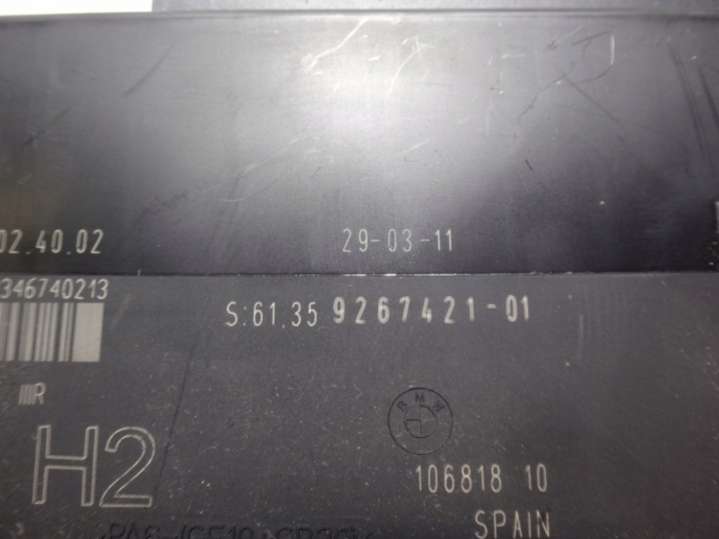 02.40.02 29-03-11
346740213
S:61.35 9267421-01
R
BMW
H2
106818 10
SPAIN